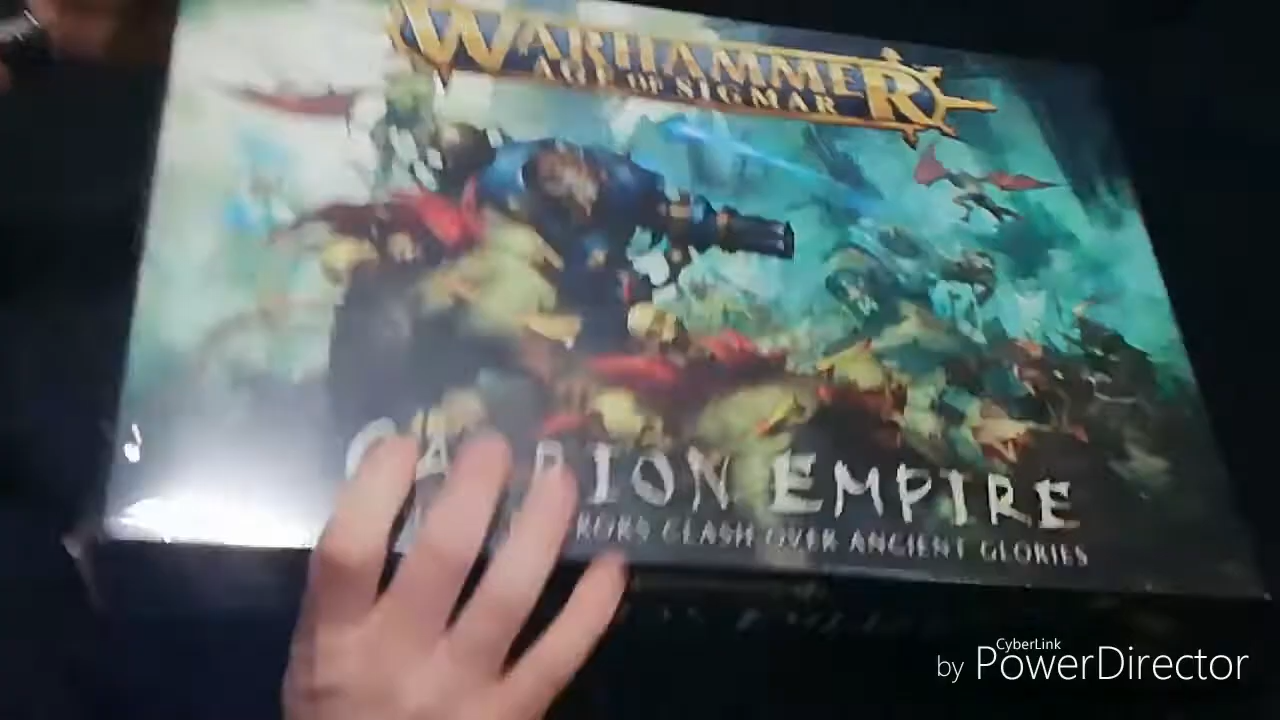 WARHAMMER
AGE OF SIGMAR
EMPIRE
CLASH OVER ANCIENT GLORIES
CyberLink
by PowerDirector